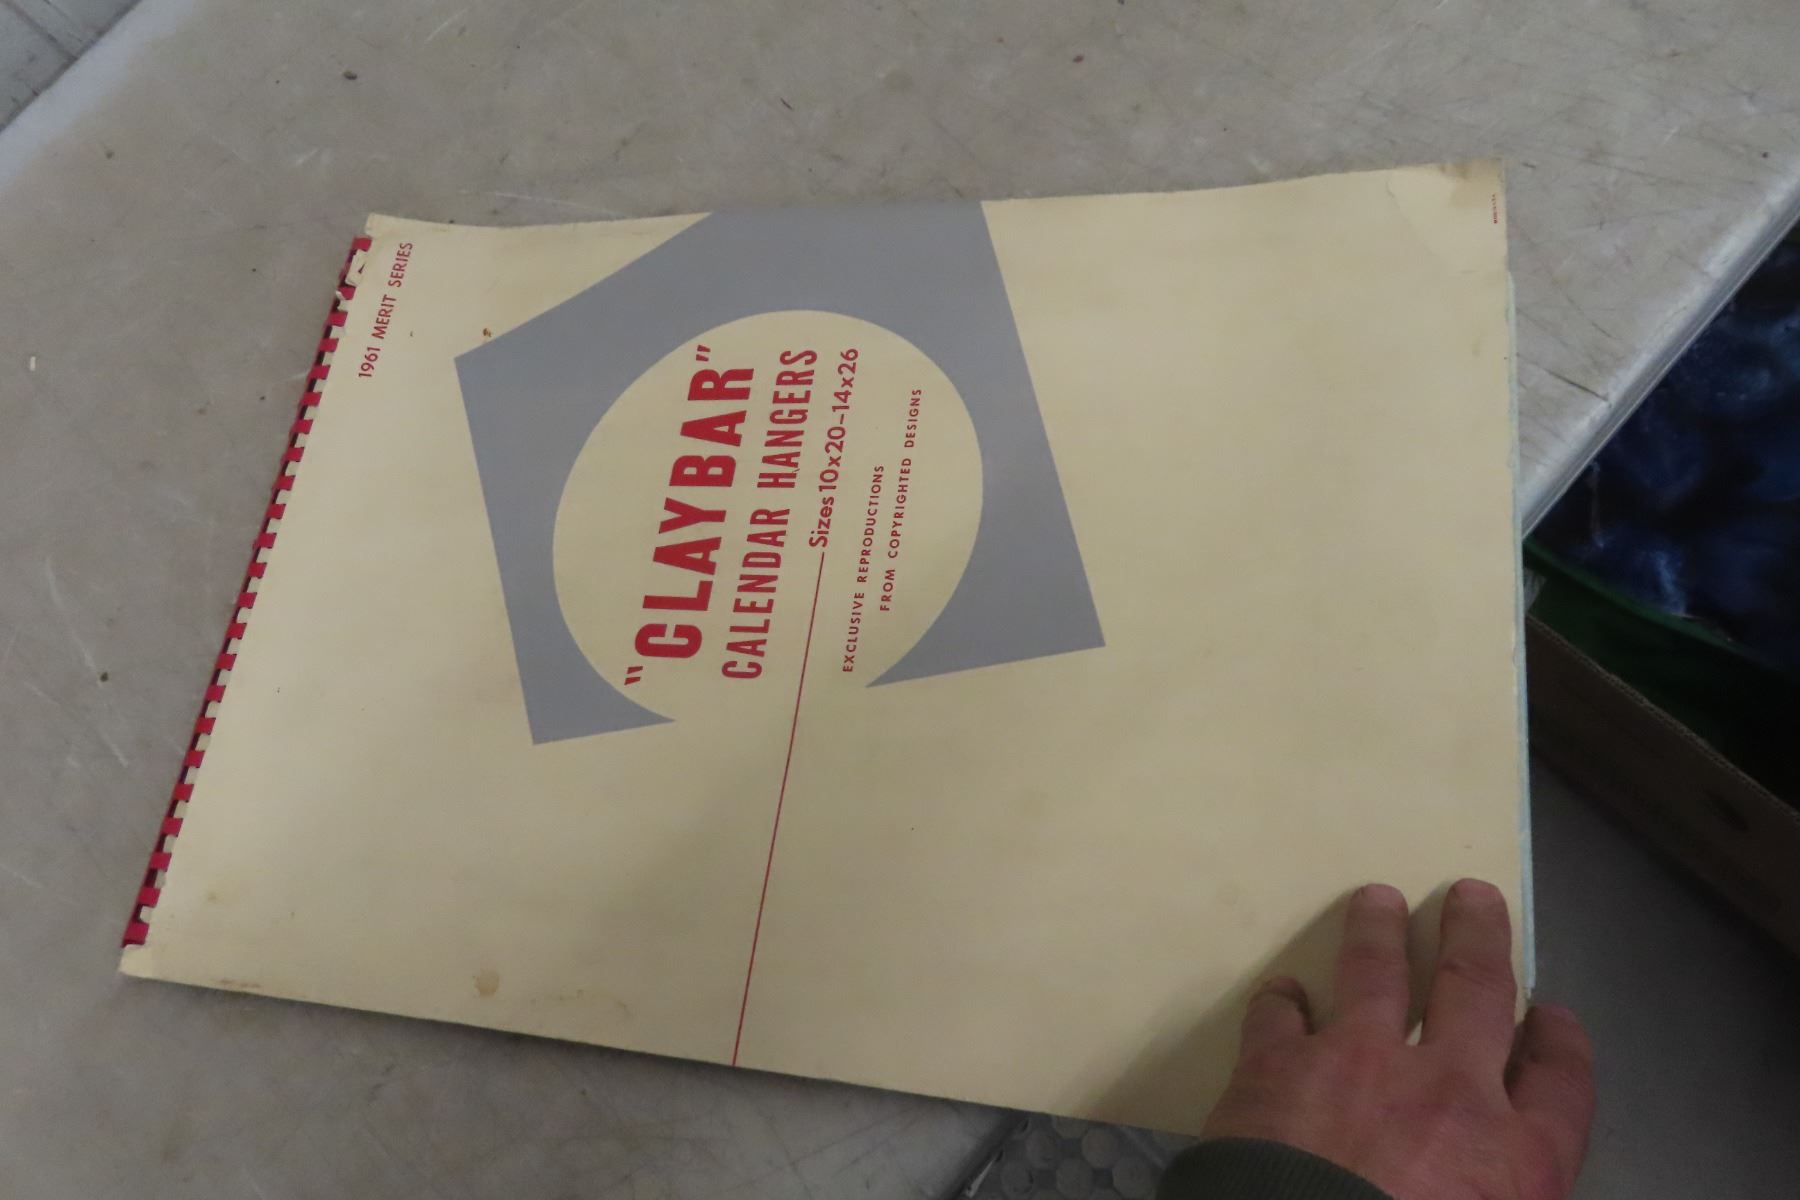 1961 MERIT SERIES
"CLAYBAR"
CALENDAR HANGERS
Sizes 10x20-14x26
EXCLUSIVE REPRODUCTIONS
FROM COPYRIGHTED DESIGNS